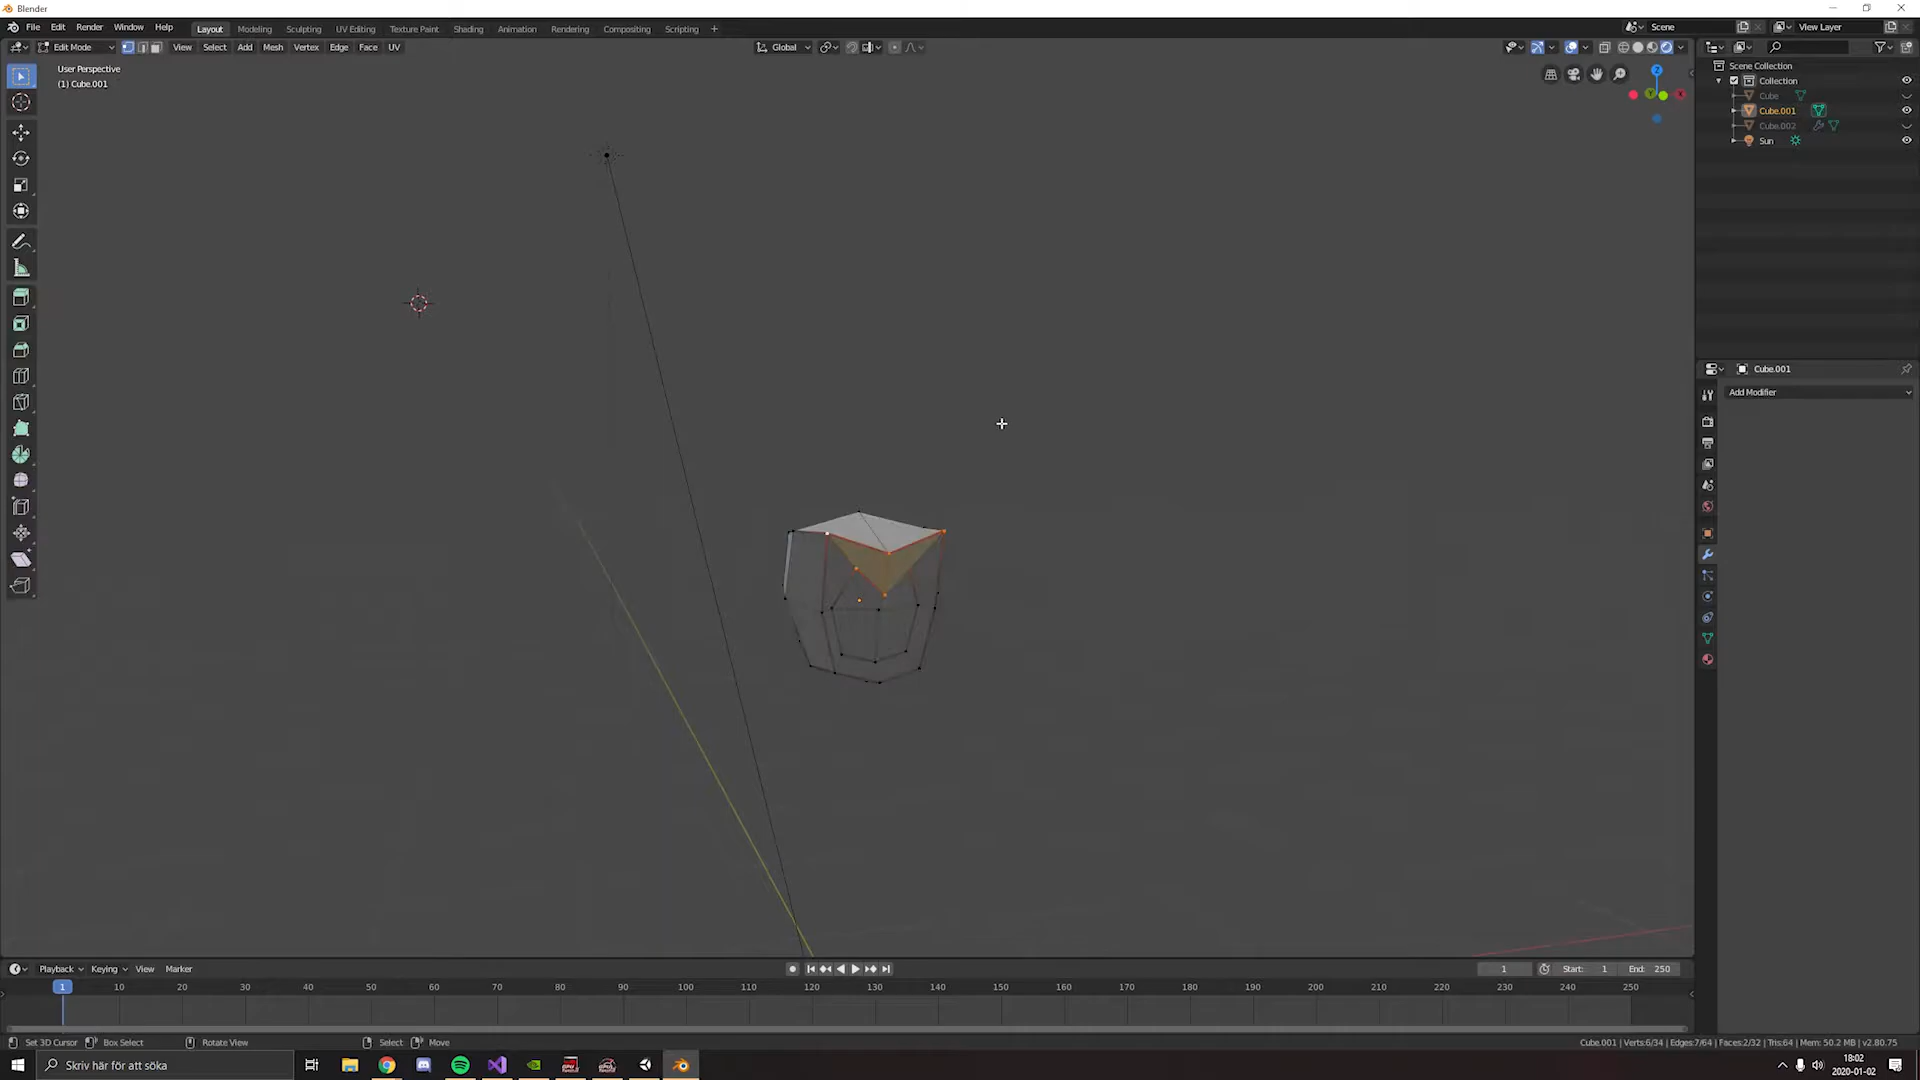 Blender
File Edit Render Window Help Layout Modeling Sculpting UV Editing Texture Paint Shading Animation Rendering Compositing Scripting + Scene View Layer
Edit Mode View Select Add Mesh Vertex Edge Face UV Global
User Perspective
(1) Cube.001
Scene Collection
Collection
Cube
Cube.001
Cube.002
Sun
Cube.001
Add Modifier
Playback Keying View Marker 1 Start: 1 End: 250
1 10 20 30 40 50 60 70 80 90 100 110 120 130 140 150 160 170 180 190 200 210 220 230 240 250
Set 3D Cursor Box Select Rotate View Select Move Cube.001 | Verts:6/34 | Edges:7/64 | Faces:2/32 | Tris:64 | Mem: 50.2 MB | v2.80.75
Skriv här för att söka
18:02
2020-01-02